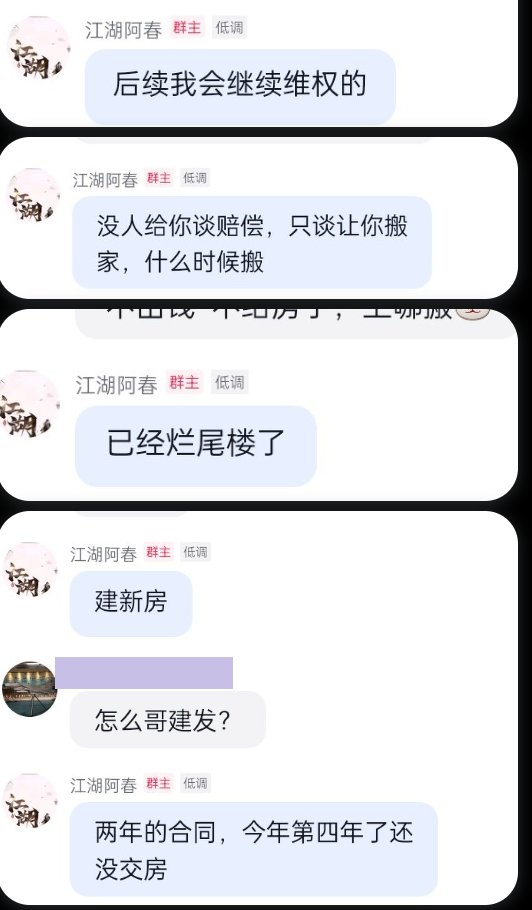 江湖阿春 群主 低调
后续我会继续维权的
江湖阿春 群主 低调
没人给你谈赔偿，只谈让你搬
家，什么时候搬
江湖阿春 群主 低调
已经烂尾楼了
江湖阿春 群主 低调
建新房
怎么哥建发？
江湖阿春 群主 低调
两年的合同，今年第四年了还
没交房